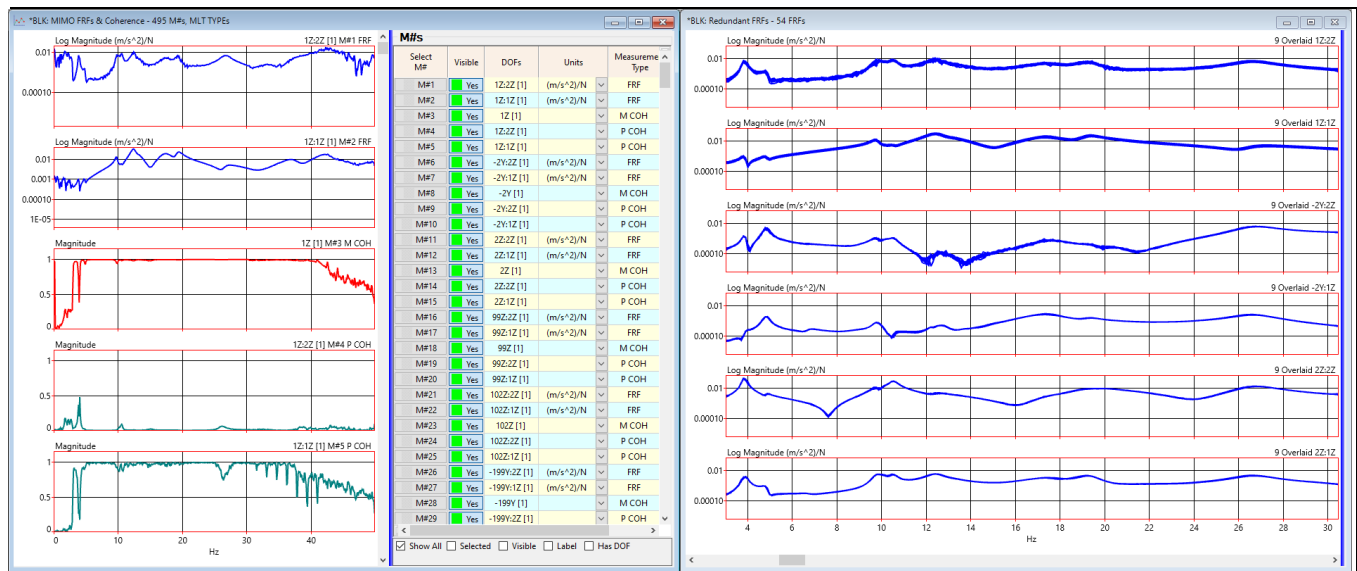 *BLK: MIMO FRFs & Coherence - 495 M#s, MLT TYPEs
Log Magnitude (m/s^2)/N 1Z:2Z [1] M#1 FRF
0.01
0.00010
Log Magnitude (m/s^2)/N 1Z:1Z [1] M#2 FRF
0.01
0.001
0.00010
1E-05
Magnitude 1Z [1] M#3 M COH
1
0.5
0
Magnitude 1Z:2Z [1] M#4 P COH
1
0.5
0
Magnitude 1Z:1Z [1] M#5 P COH
1
0.5
0
0 10 20 30 40
Hz
M#s
Select M# Visible DOFs Units Measureme Type
M#1 Yes 1Z:2Z [1] (m/s^2)/N FRF
M#2 Yes 1Z:1Z [1] (m/s^2)/N FRF
M#3 Yes 1Z [1] M COH
M#4 Yes 1Z:2Z [1] P COH
M#5 Yes 1Z:1Z [1] P COH
M#6 Yes -2Y:2Z [1] (m/s^2)/N FRF
M#7 Yes -2Y:1Z [1] (m/s^2)/N FRF
M#8 Yes -2Y [1] M COH
M#9 Yes -2Y:2Z [1] P COH
M#10 Yes -2Y:1Z [1] P COH
M#11 Yes 2Z:2Z [1] (m/s^2)/N FRF
M#12 Yes 2Z:1Z [1] (m/s^2)/N FRF
M#13 Yes 2Z [1] M COH
M#14 Yes 2Z:2Z [1] P COH
M#15 Yes 2Z:1Z [1] P COH
M#16 Yes 99Z:2Z [1] (m/s^2)/N FRF
M#17 Yes 99Z:1Z [1] (m/s^2)/N FRF
M#18 Yes 99Z [1] M COH
M#19 Yes 99Z:2Z [1] P COH
M#20 Yes 99Z:1Z [1] P COH
M#21 Yes 102Z:2Z [1] (m/s^2)/N FRF
M#22 Yes 102Z:1Z [1] (m/s^2)/N FRF
M#23 Yes 102Z [1] M COH
M#24 Yes 102Z:2Z [1] P COH
M#25 Yes 102Z:1Z [1] P COH
M#26 Yes -199Y:2Z [1] (m/s^2)/N FRF
M#27 Yes -199Y:1Z [1] (m/s^2)/N FRF
M#28 Yes -199Y [1] M COH
M#29 Yes -199Y:2Z [1] P COH
Show All Selected Visible Label Has DOF
*BLK: Redundant FRFs - 54 FRFs
Log Magnitude (m/s^2)/N 9 Overlaid 1Z:2Z
0.01
0.00010
Log Magnitude (m/s^2)/N 9 Overlaid 1Z:1Z
0.01
0.00010
Log Magnitude (m/s^2)/N 9 Overlaid -2Y:2Z
0.01
0.00010
Log Magnitude (m/s^2)/N 9 Overlaid -2Y:1Z
0.01
0.00010
Log Magnitude (m/s^2)/N 9 Overlaid 2Z:2Z
0.01
0.00010
Log Magnitude (m/s^2)/N 9 Overlaid 2Z:1Z
0.01
0.00010
4 6 8 10 12 14 16 18 20 22 24 26 28 30
Hz